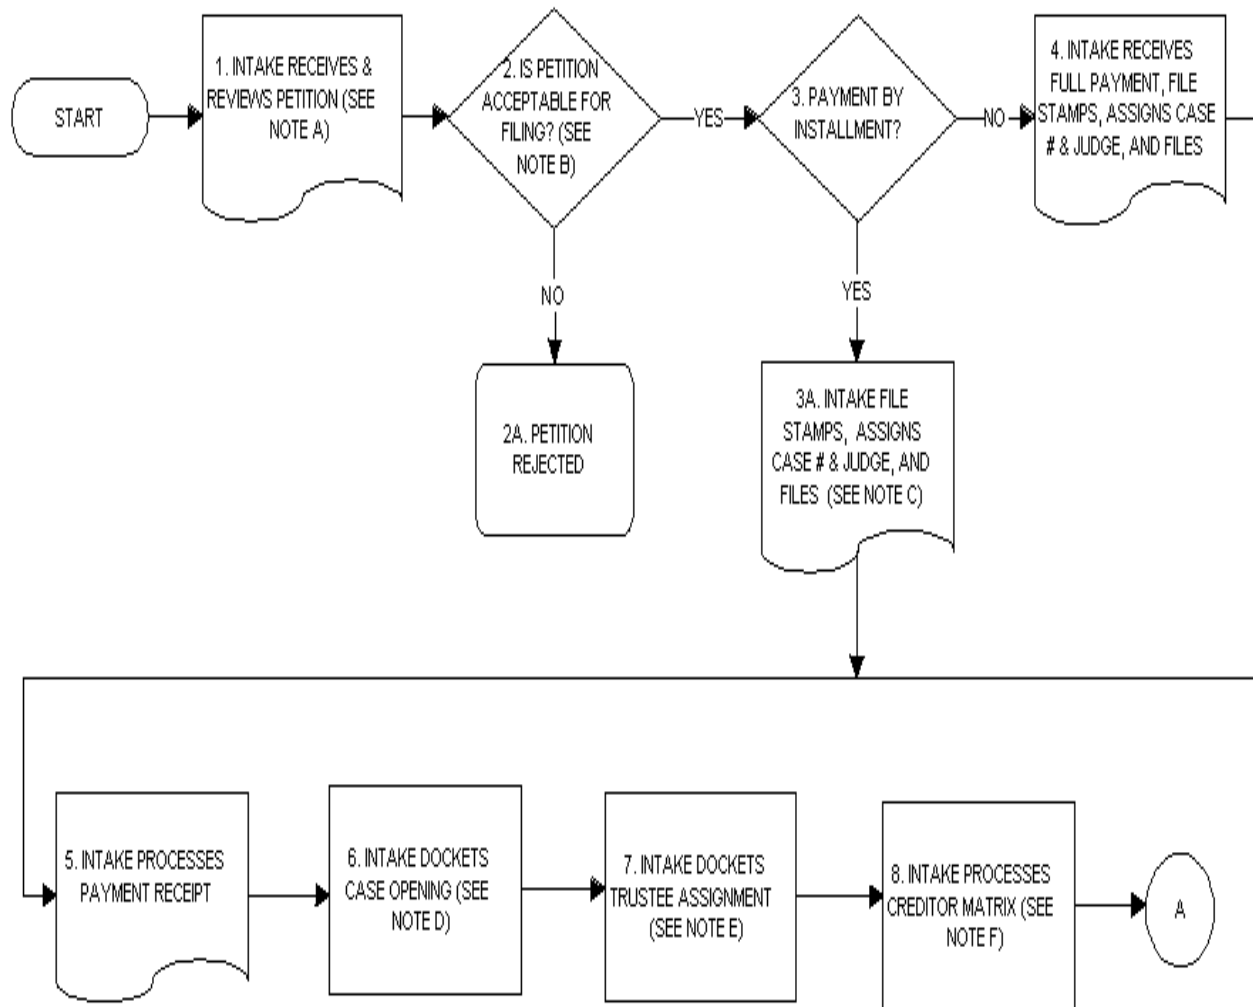 START
1. INTAKE RECEIVES &
REVIEWS PETITION (SEE
NOTE A)
2. IS PETITION
ACCEPTABLE FOR
FILING? (SEE
NOTE B)
YES
3. PAYMENT BY
INSTALLMENT?
NO
4. INTAKE RECEIVES
FULL PAYMENT, FILE
STAMPS, ASSIGNS CASE
# & JUDGE, AND FILES
NO
YES
2A. PETITION
REJECTED
3A. INTAKE FILE
STAMPS, ASSIGNS
CASE # & JUDGE, AND
FILES (SEE NOTE C)
5. INTAKE PROCESSES
PAYMENT RECEIPT
6. INTAKE DOCKETS
CASE OPENING (SEE
NOTE D)
7. INTAKE DOCKETS
TRUSTEE ASSIGNMENT
(SEE NOTE E)
8. INTAKE PROCESSES
CREDITOR MATRIX (SEE
NOTE F)
A